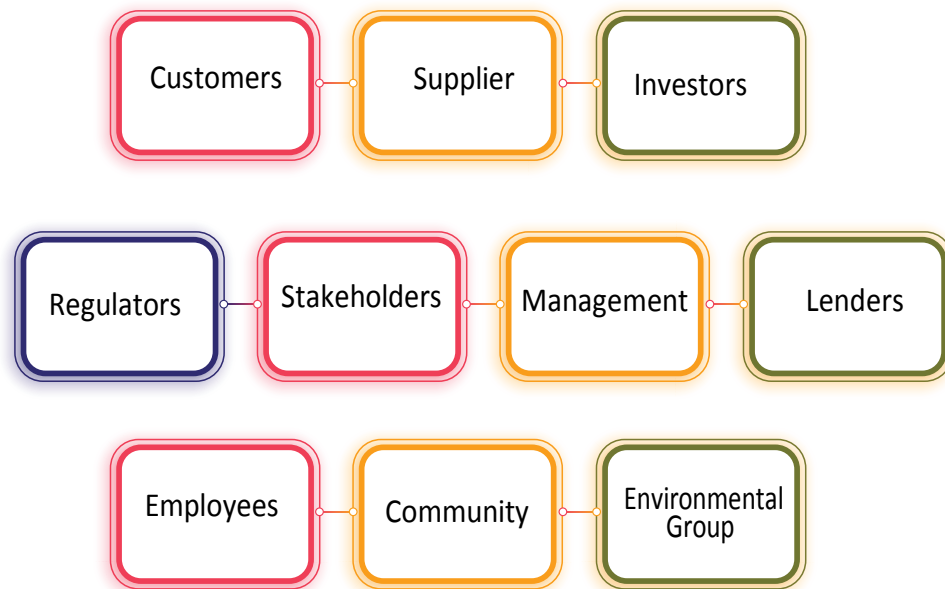 Customers
Supplier
Investors
Regulators
Stakeholders
Management
Lenders
Employees
Community
Environmental
Group